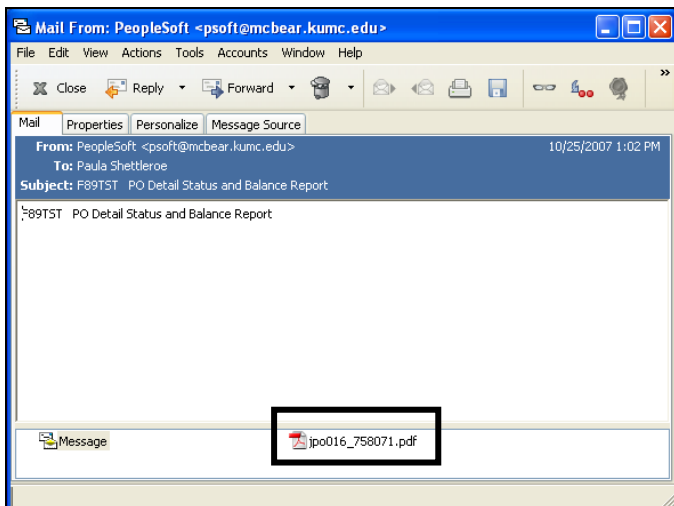 Mail From: PeopleSoft <psoft@mcbear.kumc.edu>
File Edit View Actions Tools Accounts Window Help
Close Reply Forward »
Mail Properties Personalize Message Source
From: PeopleSoft <psoft@mcbear.kumc.edu> 10/25/2007 1:02 PM
To: Paula Shettleroe
Subject: F89TST PO Detail Status and Balance Report
F89TST PO Detail Status and Balance Report
Message jpo016_758071.pdf